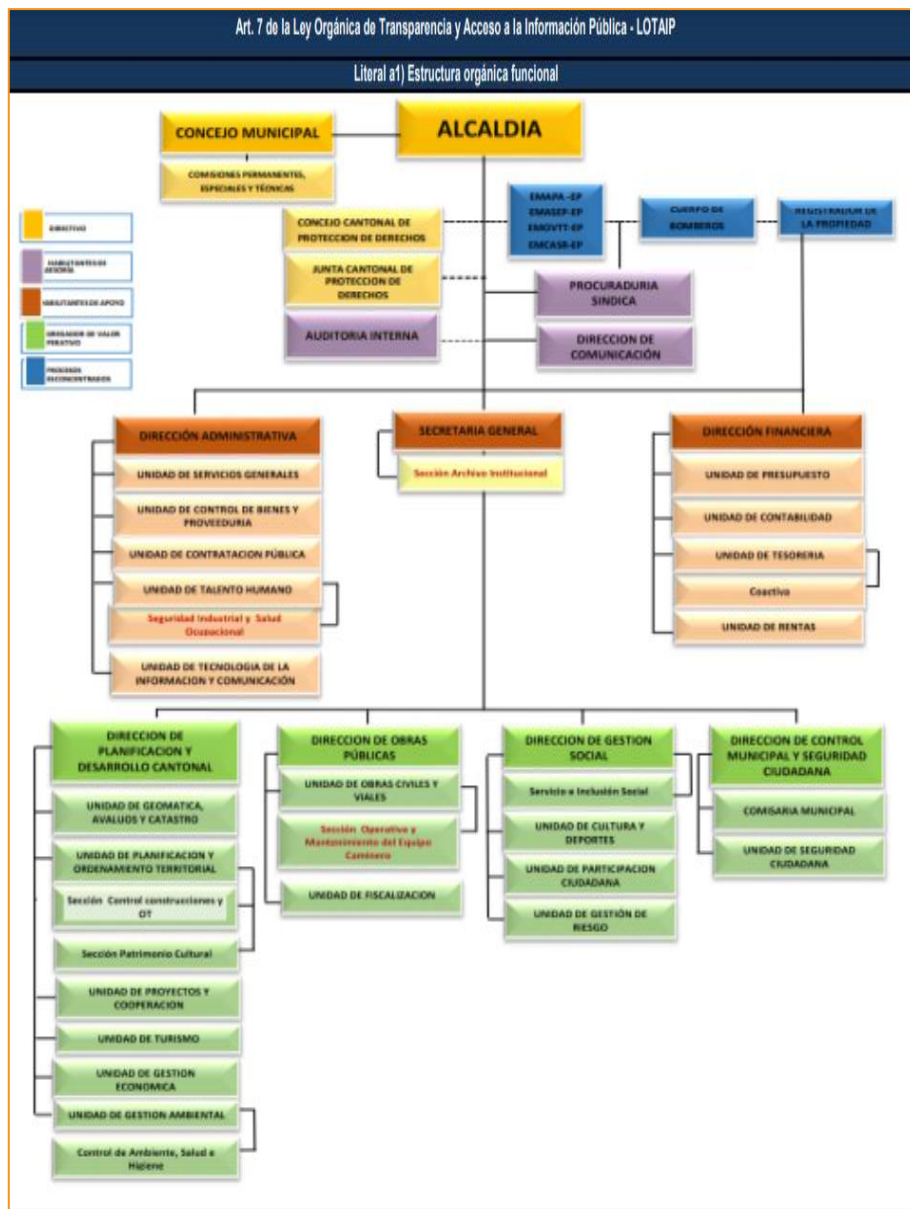 Art. 7 de la Ley Orgánica de Transparencia y Acceso a la Información Pública - LOTAIP
Literal a1) Estructura orgánica funcional
ALCALDIA
CONCEJO MUNICIPAL
COMISIONES PERMANENTES,
ESPECIALES Y TÉCNICAS
EMAPA -EP
EMASEP-EP
EMOVTT-EP
EMCASR-EP
CUERPO DE
BOMBEROS
REGISTRADOR DE
LA PROPIEDAD
CONCEJO CANTONAL DE
PROTECCION DE DERECHOS
JUNTA CANTONAL DE
PROTECCION DE
DERECHOS
PROCURADURIA
SINDICA
AUDITORIA INTERNA
DIRECCION DE
COMUNICACIÓN
DIRECTIVO
HABILITANTES DE APOYO
AGREGADOR DE VALOR
PROCESOS
DIRECCIÓN ADMINISTRATIVA
UNIDAD DE SERVICIOS GENERALES
UNIDAD DE CONTROL DE BIENES Y
PROVEEDURIA
UNIDAD DE CONTRATACION PÚBLICA
UNIDAD DE TALENTO HUMANO
Seguridad Industrial y Salud
Ocupacional
UNIDAD DE TECNOLOGIA DE LA
INFORMACION Y COMUNICACIÓN
SECRETARIA GENERAL
Sección Archivo Institucional
DIRECCIÓN FINANCIERA
UNIDAD DE PRESUPUESTO
UNIDAD DE CONTABILIDAD
UNIDAD DE TESORERIA
Coactivo
UNIDAD DE RENTAS
DIRECCION DE
PLANIFICACION Y
DESARROLLO CANTONAL
UNIDAD DE GEOMATICA,
AVALUOS Y CATASTRO
UNIDAD DE PLANIFICACION Y
ORDENAMIENTO TERRITORIAL
Sección Control construcciones y
OT
Sección Patrimonio Cultural
UNIDAD DE PROYECTOS Y
COOPERACION
UNIDAD DE TURISMO
UNIDAD DE GESTION
ECONOMICA
UNIDAD DE GESTION AMBIENTAL
Control de Ambiente, Salud e
Higiene
DIRECCION DE OBRAS
PÚBLICAS
UNIDAD DE OBRAS CIVILES Y
VIALES
Sección Operativo y
Mantenimiento del Equipo
Caminero
UNIDAD DE FISCALIZACION
DIRECCION DE GESTION
SOCIAL
Servicio e Inclusión Social
UNIDAD DE CULTURA Y
DEPORTES
UNIDAD DE PARTICIPACION
CIUDADANA
UNIDAD DE GESTIÓN DE
RIESGO
DIRECCION DE CONTROL
MUNICIPAL Y SEGURIDAD
CIUDADANA
COMISARIA MUNICIPAL
UNIDAD DE SEGURIDAD
CIUDADANA